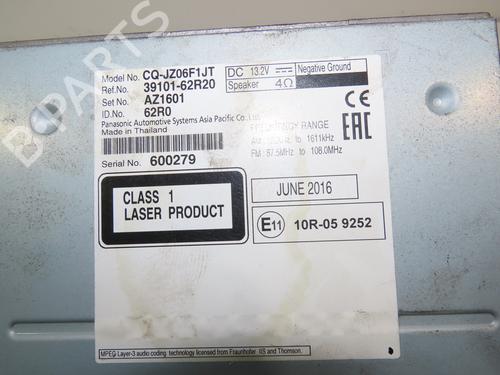 Model No. CQ-JZ06F1JT
Ref.No. 39101-62R20
Set No. AZ1601
ID.No. 62R0
DC 13.2V Negative Ground
Speaker 4Ω
Panasonic Automotive Systems Asia Pacific Co., Ltd.
Made in Thailand
FREQUENCY RANGE
1611kHz
FM : 87.5MHz to 108.0MHz
EAC
Serial No. 600279
CLASS 1
LASER PRODUCT
JUNE 2016
E11 10R-05 9252
MPEG Layer-3 audio coding technology licensed from Fraunhofer IIS and Thomson.